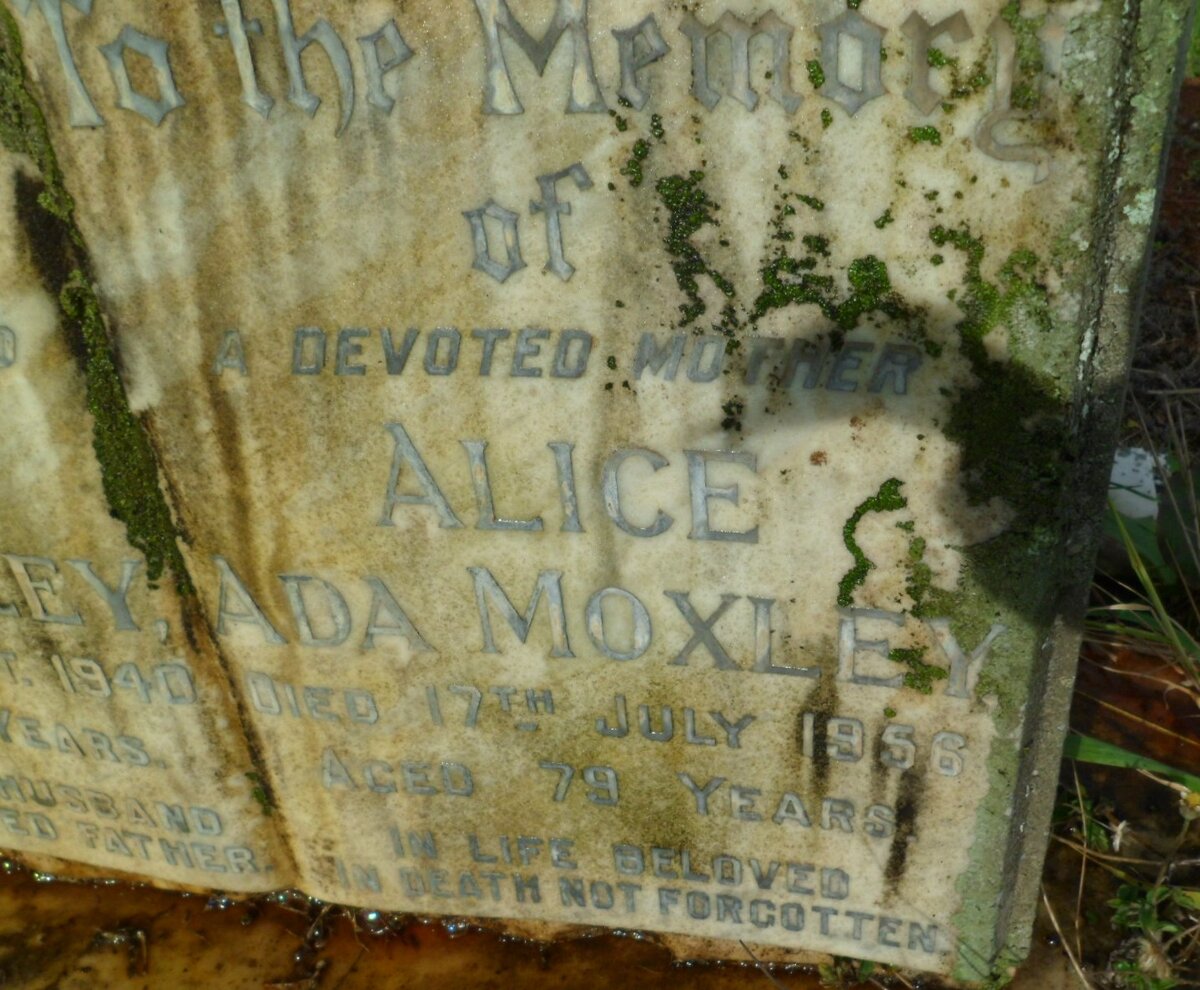 To the Memory
of
A DEVOTED MOTHER
ALICE
ADA MOXLEY
DIED 17TH JULY 1956
AGED 79 YEARS.
IN LIFE BELOVED
IN DEATH NOT FORGOTTEN.
LEY,
T. 1940
YEARS.
HUSBAND
ED FATHER.